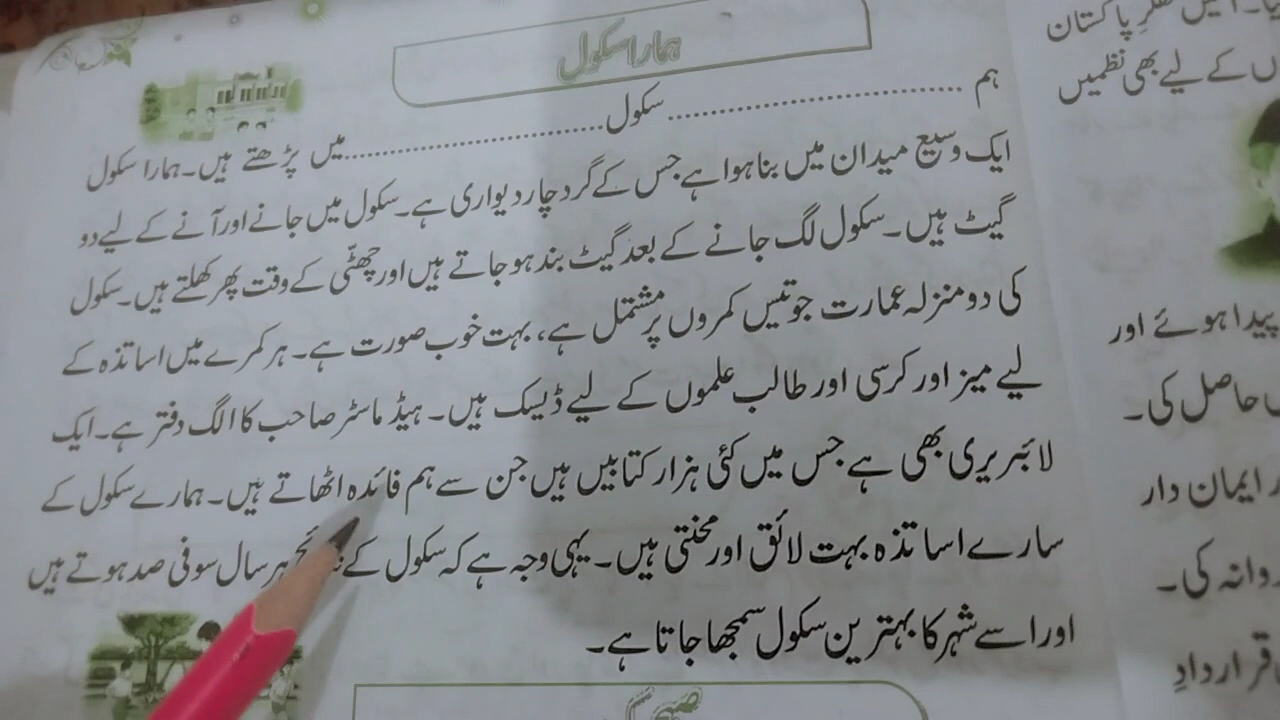 ہمارا سکول
ہم ........................ سکول ........................ میں پڑھتے ہیں۔ ہمارا سکول
ایک وسیع میدان میں بنا ہوا ہے جس کے گرد چار دیواری ہے۔ سکول میں جانے اور آنے کے لیے دو
گیٹ ہیں۔ سکول لگ جانے کے بعد گیٹ بند ہو جاتے ہیں اور چھٹّی کے وقت پھر کھلتے ہیں۔ سکول
کی دو منزلہ عمارت جو تیس کمروں پر مشتمل ہے، بہت خوب صورت ہے۔ ہر کمرے میں اساتذہ کے
لیے میز اور کرسی اور طالب علموں کے لیے ڈیسک ہیں۔ ہیڈ ماسٹر صاحب کا الگ دفتر ہے۔ ایک
لائبریری بھی ہے جس میں کئی ہزار کتابیں ہیں جن سے ہم فائدہ اٹھاتے ہیں۔ ہمارے سکول کے
سارے اساتذہ بہت لائق اور محنتی ہیں۔ یہی وجہ ہے کہ سکول کے ہر سال سو فی صد ہوتے ہیں
اور اسے شہر کا بہترین سکول سمجھا جاتا ہے۔
پاکستان
کے لیے بھی نظمیں
پیدا ہوئے اور
حاصل کی۔
ایمان دار
کی۔
قراردادِ